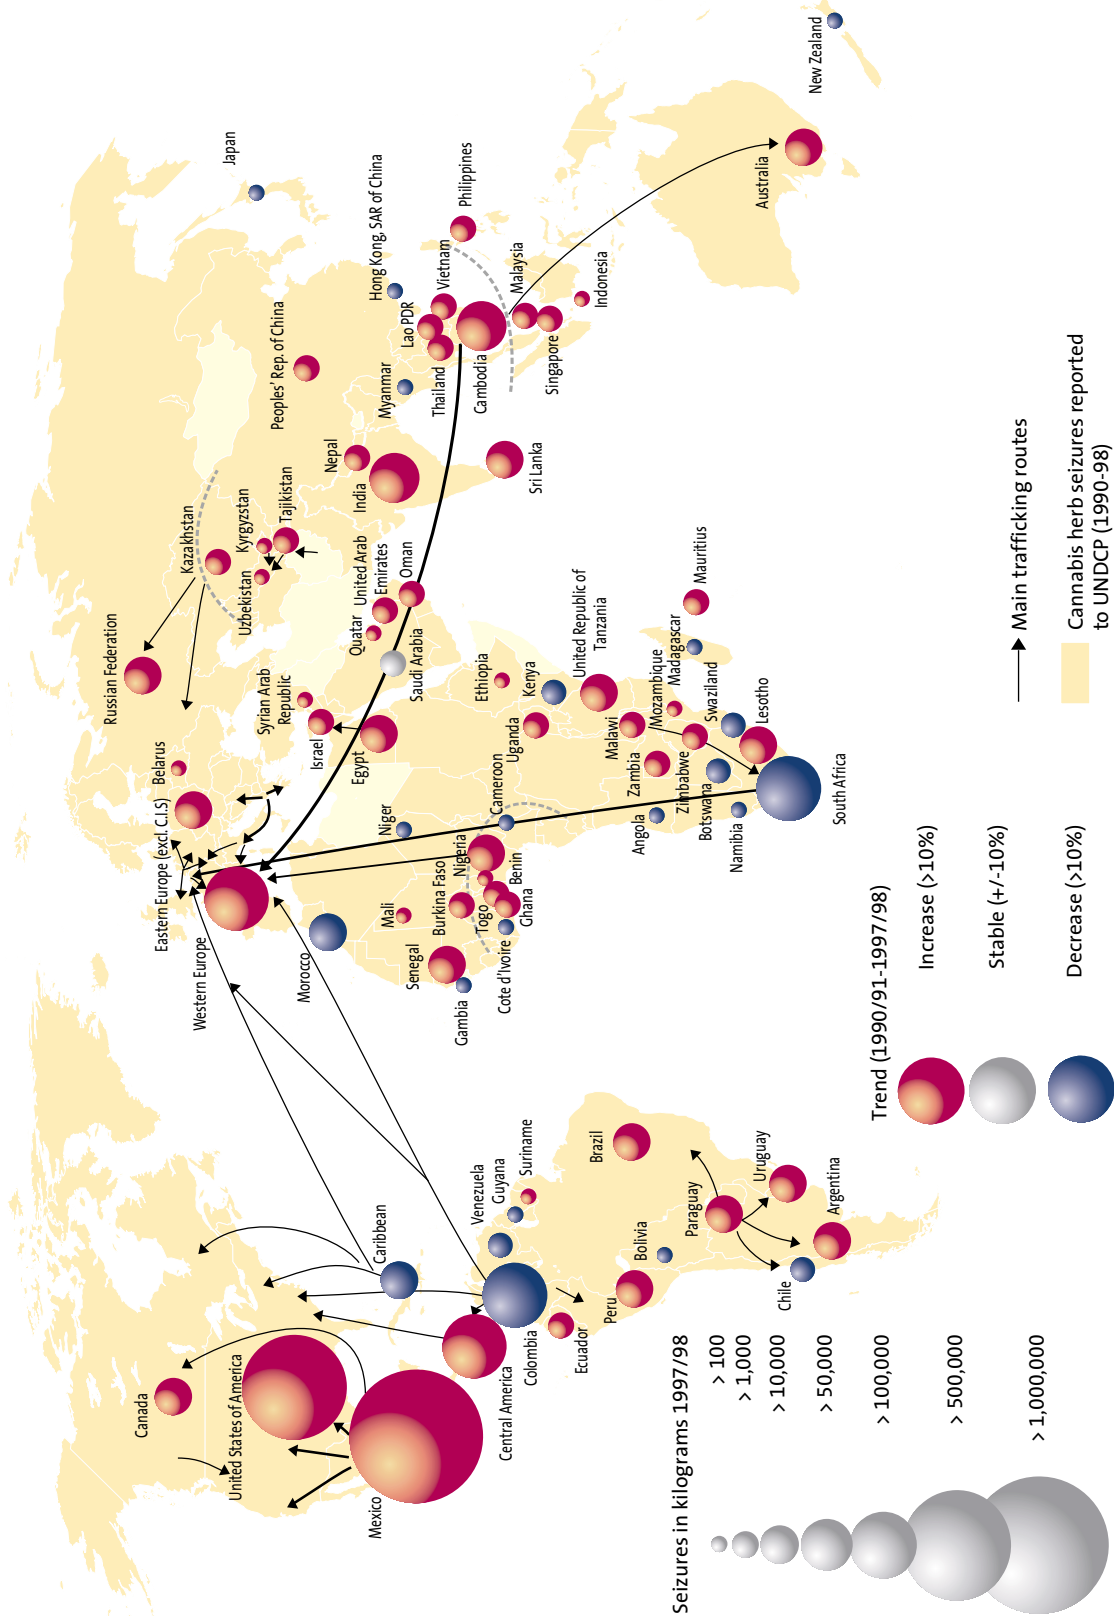 Canada
United States of America
Mexico
Central America
Caribbean
Colombia
Ecuador
Venezuela
Guyana
Suriname
Peru
Brazil
Bolivia
Paraguay
Uruguay
Argentina
Chile
Western Europe
Eastern Europe (excl. C.I.S)
Belarus
Russian Federation
Kazakhstan
Kyrgyzstan
Uzbekistan
Tajikistan
Peoples' Rep. of China
Japan
Hong Kong, SAR of China
Syrian Arab
Republic
Israel
Egypt
Quatar
United Arab
Emirates
Oman
Saudi Arabia
Nepal
India
Sri Lanka
Myanmar
Lao PDR
Vietnam
Thailand
Cambodia
Philippines
Malaysia
Singapore
Indonesia
Australia
New Zealand
Morocco
Mali
Niger
Senegal
Gambia
Burkina Faso
Cote d'Ivoire
Togo
Ghana
Benin
Nigeria
Cameroon
Ethiopia
Kenya
Uganda
United Republic of
Tanzania
Malawi
Mozambique
Madagascar
Mauritius
Zambia
Zimbabwe
Angola
Botswana
Namibia
Swaziland
Lesotho
South Africa
Seizures in kilograms 1997/98
> 100
> 1,000
> 10,000
> 50,000
> 100,000
> 500,000
> 1,000,000
Trend (1990/91-1997/98)
Increase (>10%)
Stable (+/-10%)
Decrease (>10%)
Main trafficking routes
Cannabis herb seizures reported
to UNDCP (1990-98)